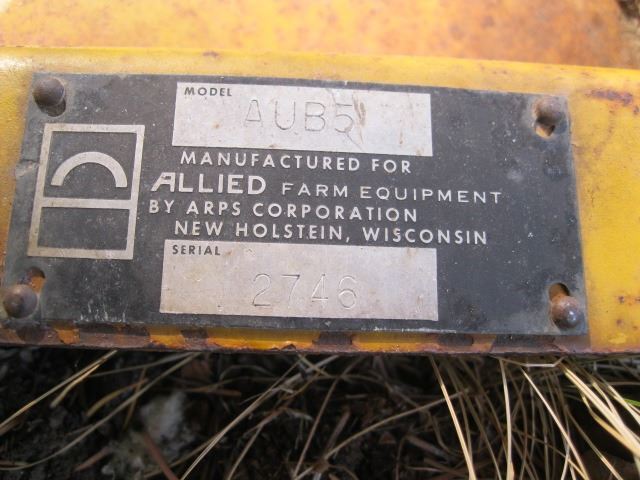 MODEL
AUB5
MANUFACTURED FOR
ALLIED FARM EQUIPMENT
BY ARPS CORPORATION
NEW HOLSTEIN, WISCONSIN
SERIAL
2746